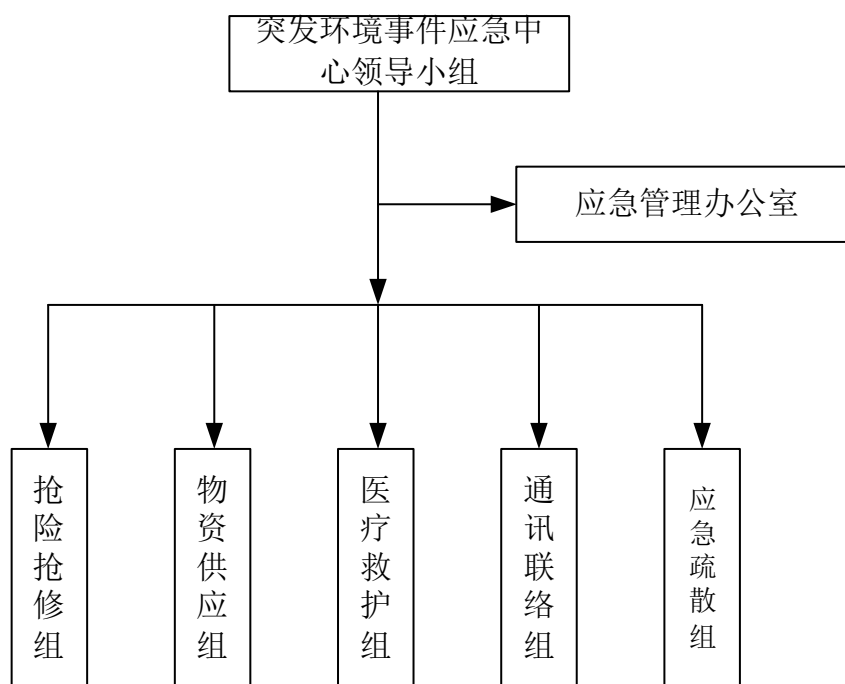 突发环境事件应急中
心领导小组
应急管理办公室
抢险抢修组
物资供应组
医疗救护组
通讯联络组
应急疏散组